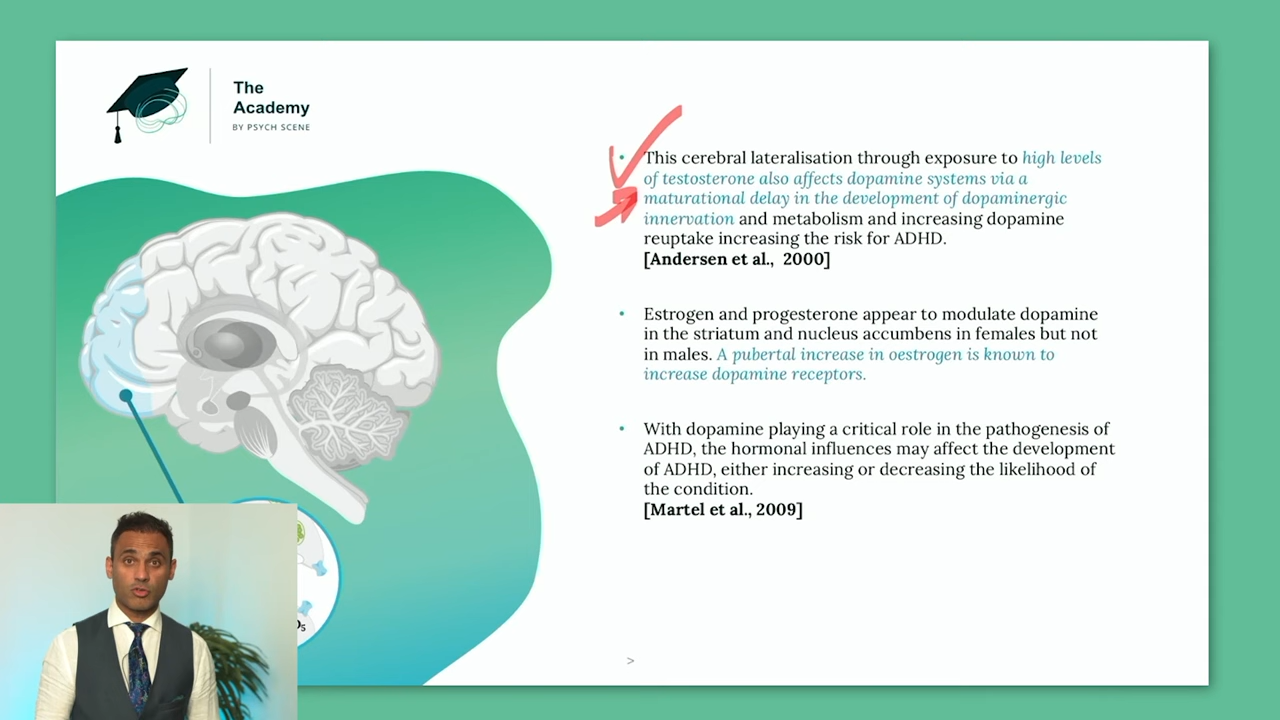 The
Academy
BY PSYCH SCENE
This cerebral lateralisation through exposure to high levels
of testosterone also affects dopamine systems via a
maturational delay in the development of dopaminergic
innervation and metabolism and increasing dopamine
reuptake increasing the risk for ADHD.
[Andersen et al., 2000]
Estrogen and progesterone appear to modulate dopamine
in the striatum and nucleus accumbens in females but not
in males. A pubertal increase in oestrogen is known to
increase dopamine receptors.
With dopamine playing a critical role in the pathogenesis of
ADHD, the hormonal influences may affect the development
of ADHD, either increasing or decreasing the likelihood of
the condition.
[Martel et al., 2009]
>